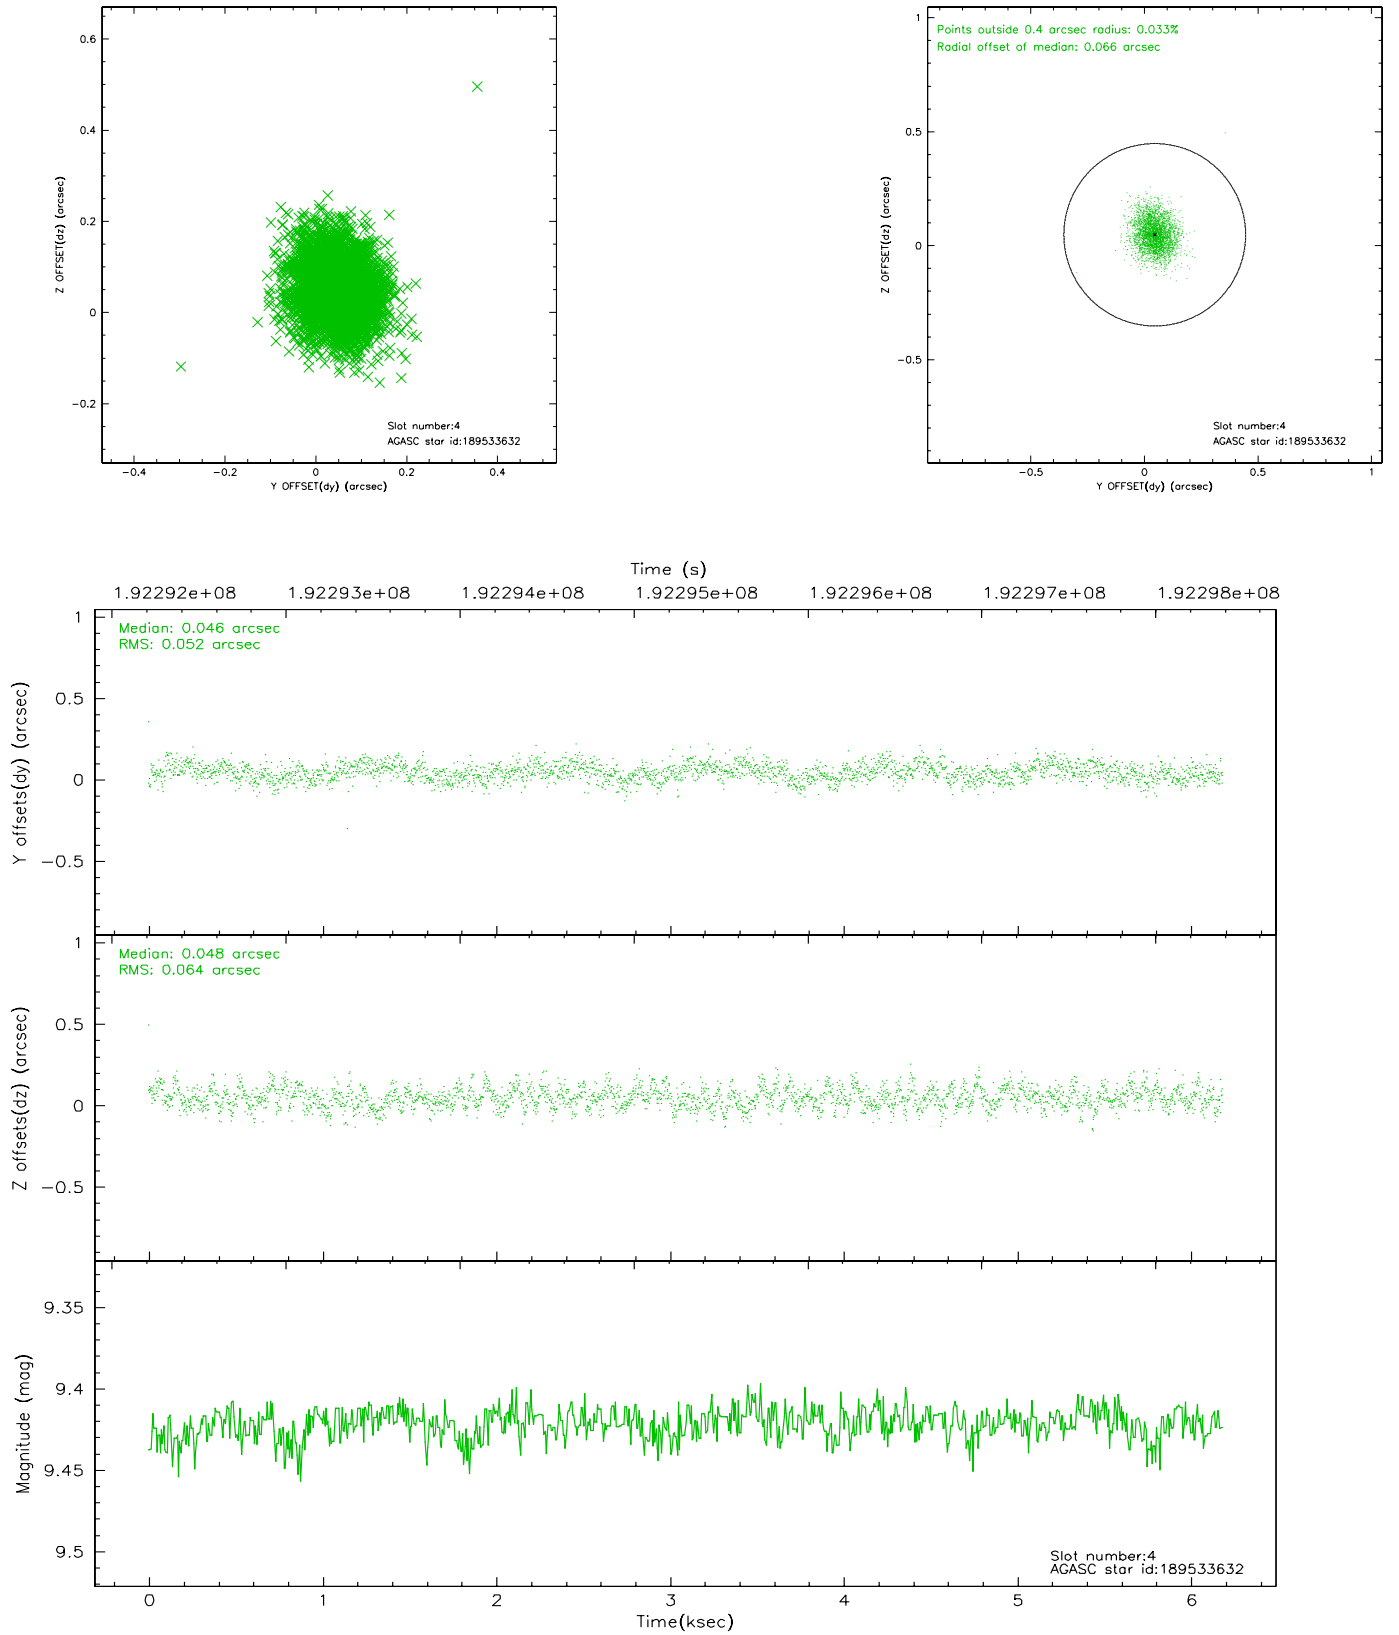 0.6
0.4
0.2
0
−0.2
−0.4
−0.2
0
0.2
0.4
Z OFFSET(dz) (arcsec)
Y OFFSET(dy) (arcsec)
Slot number:4
AGASC star id:189533632
Points outside 0.4 arcsec radius: 0.033%
Radial offset of median: 0.066 arcsec
1
0.5
0
−0.5
−0.5
0
0.5
1
Z OFFSET(dz) (arcsec)
Y OFFSET(dy) (arcsec)
Slot number:4
AGASC star id:189533632
Time (s)
1.92292e+08 1.92293e+08 1.92294e+08 1.92295e+08 1.92296e+08 1.92297e+08 1.92298e+08
Median: 0.046 arcsec
RMS: 0.052 arcsec
1
0.5
0
−0.5
Y offsets(dy) (arcsec)
Median: 0.048 arcsec
RMS: 0.064 arcsec
1
0.5
0
−0.5
Z offsets(dz) (arcsec)
9.35
9.4
9.45
9.5
Magnitude (mag)
Slot number:4
AGASC star id:189533632
0 1 2 3 4 5 6
Time(ksec)